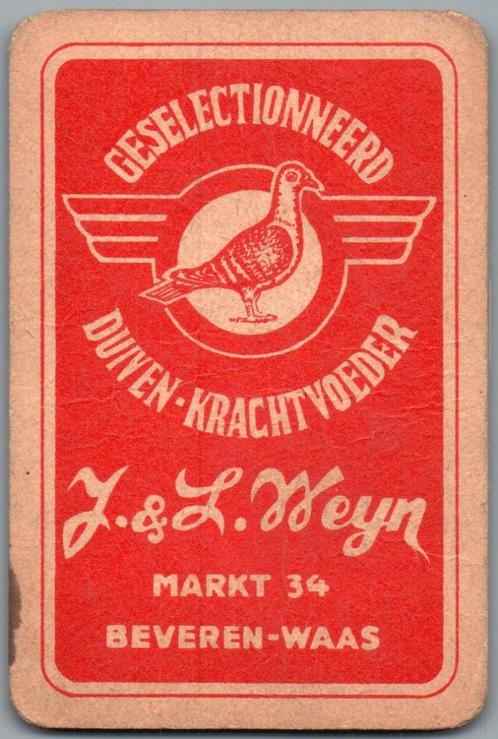 GESELECTIONNEERD
DUIVEN-KRACHTVOEDER
J. & L. Weyn
MARKT 34
BEVEREN-WAAS